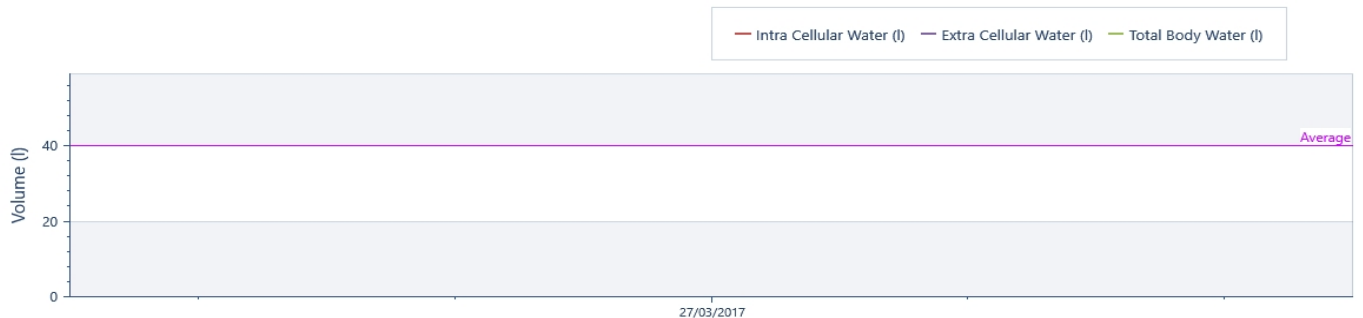 Intra Cellular Water (l) Extra Cellular Water (l) Total Body Water (l)
Average
Volume (l)
40
20
0
27/03/2017